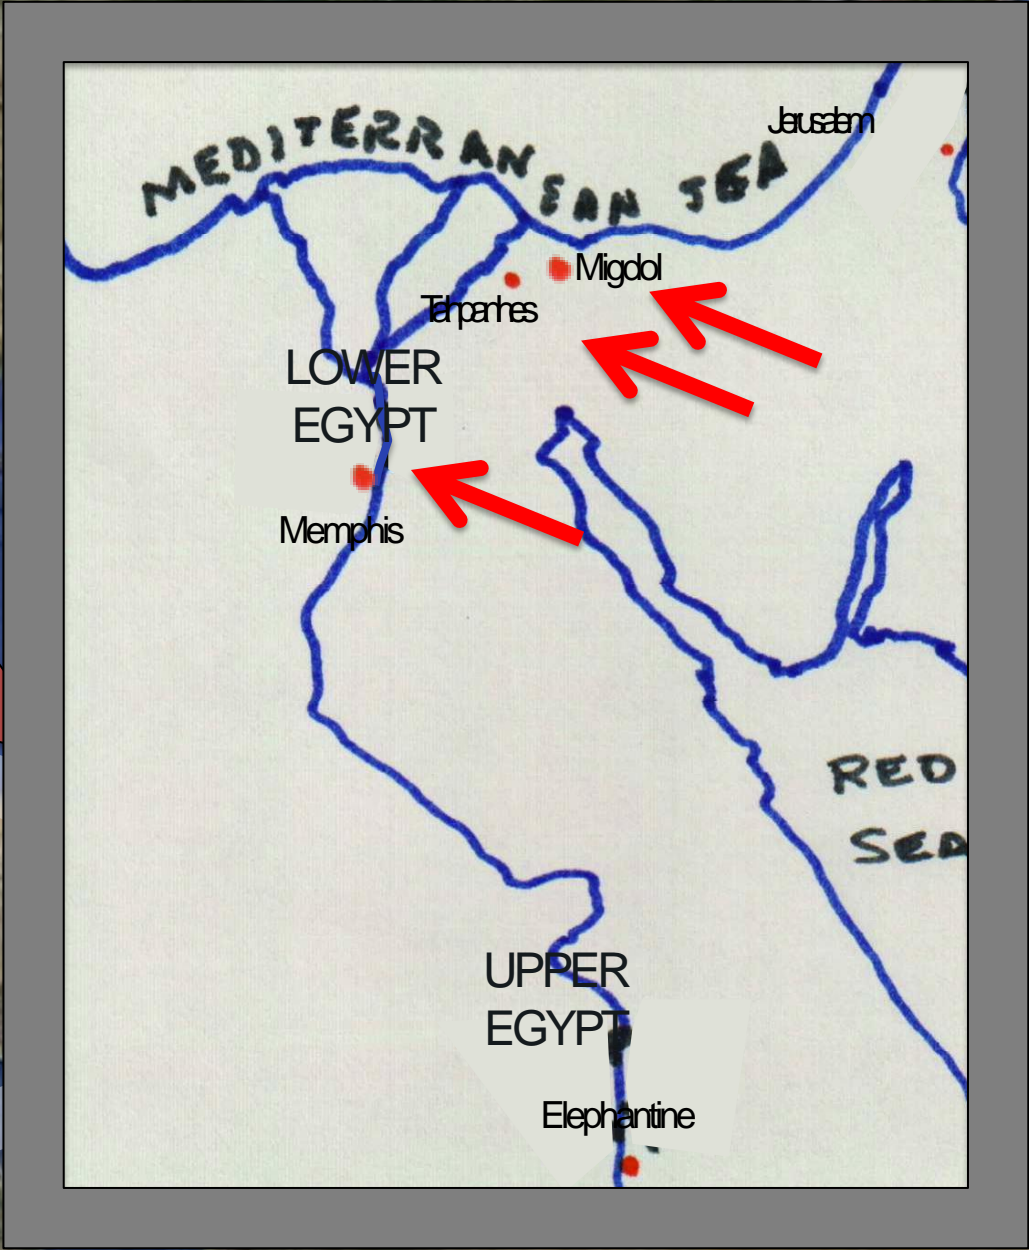 Jerusalem
MEDITERRANEAN SEA
Migdol
Tahpanhes
LOWER
EGYPT
Memphis
RED
SEA
UPPER
EGYPT
Elephantine